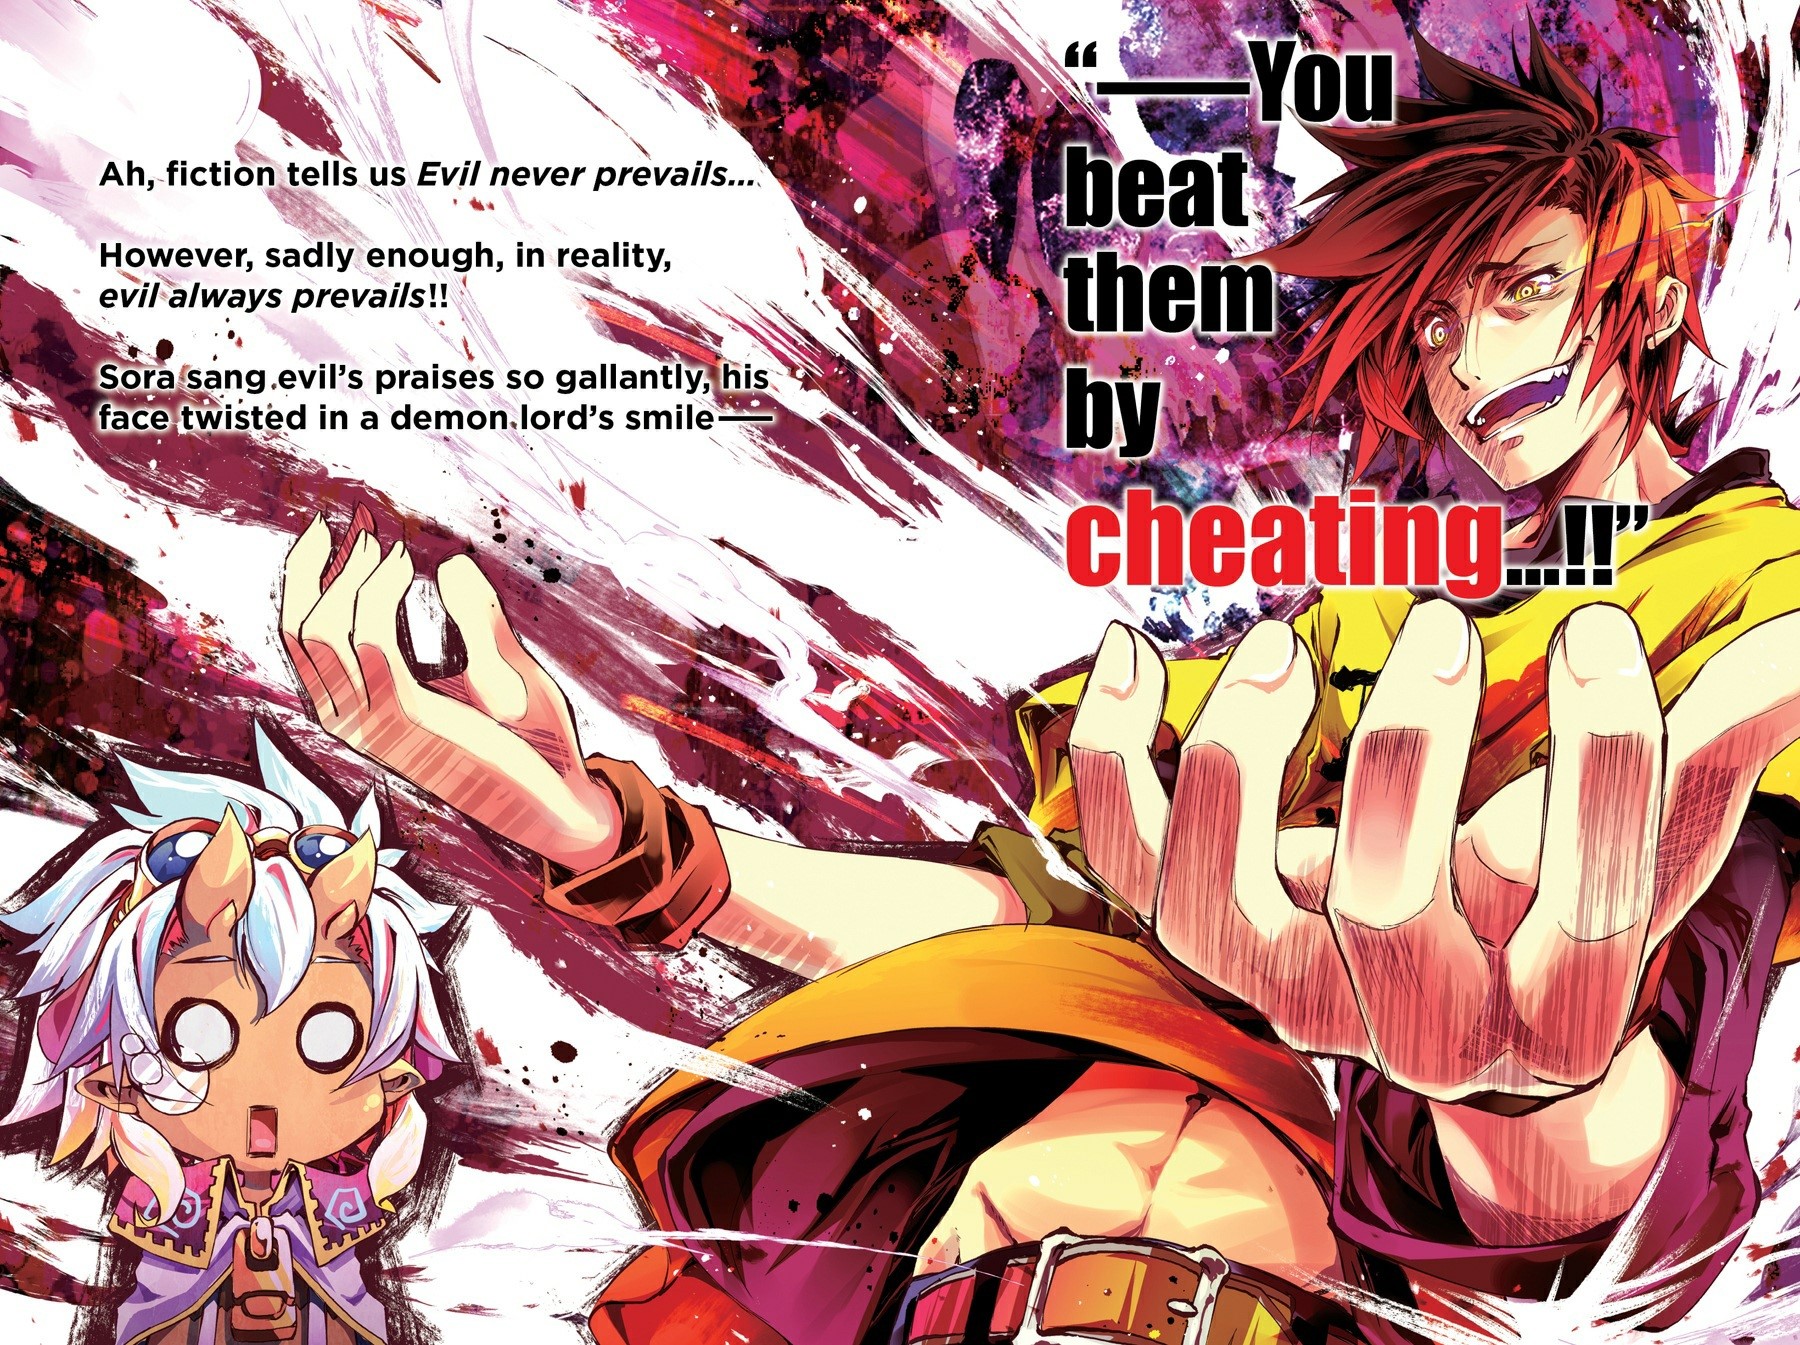 Ah, fiction tells us Evil never prevails...
However, sadly enough, in reality,
evil always prevails!!
Sora sang evil’s praises so gallantly, his
face twisted in a demon lord’s smile——
“——You
beat
them
by
cheating...!!”